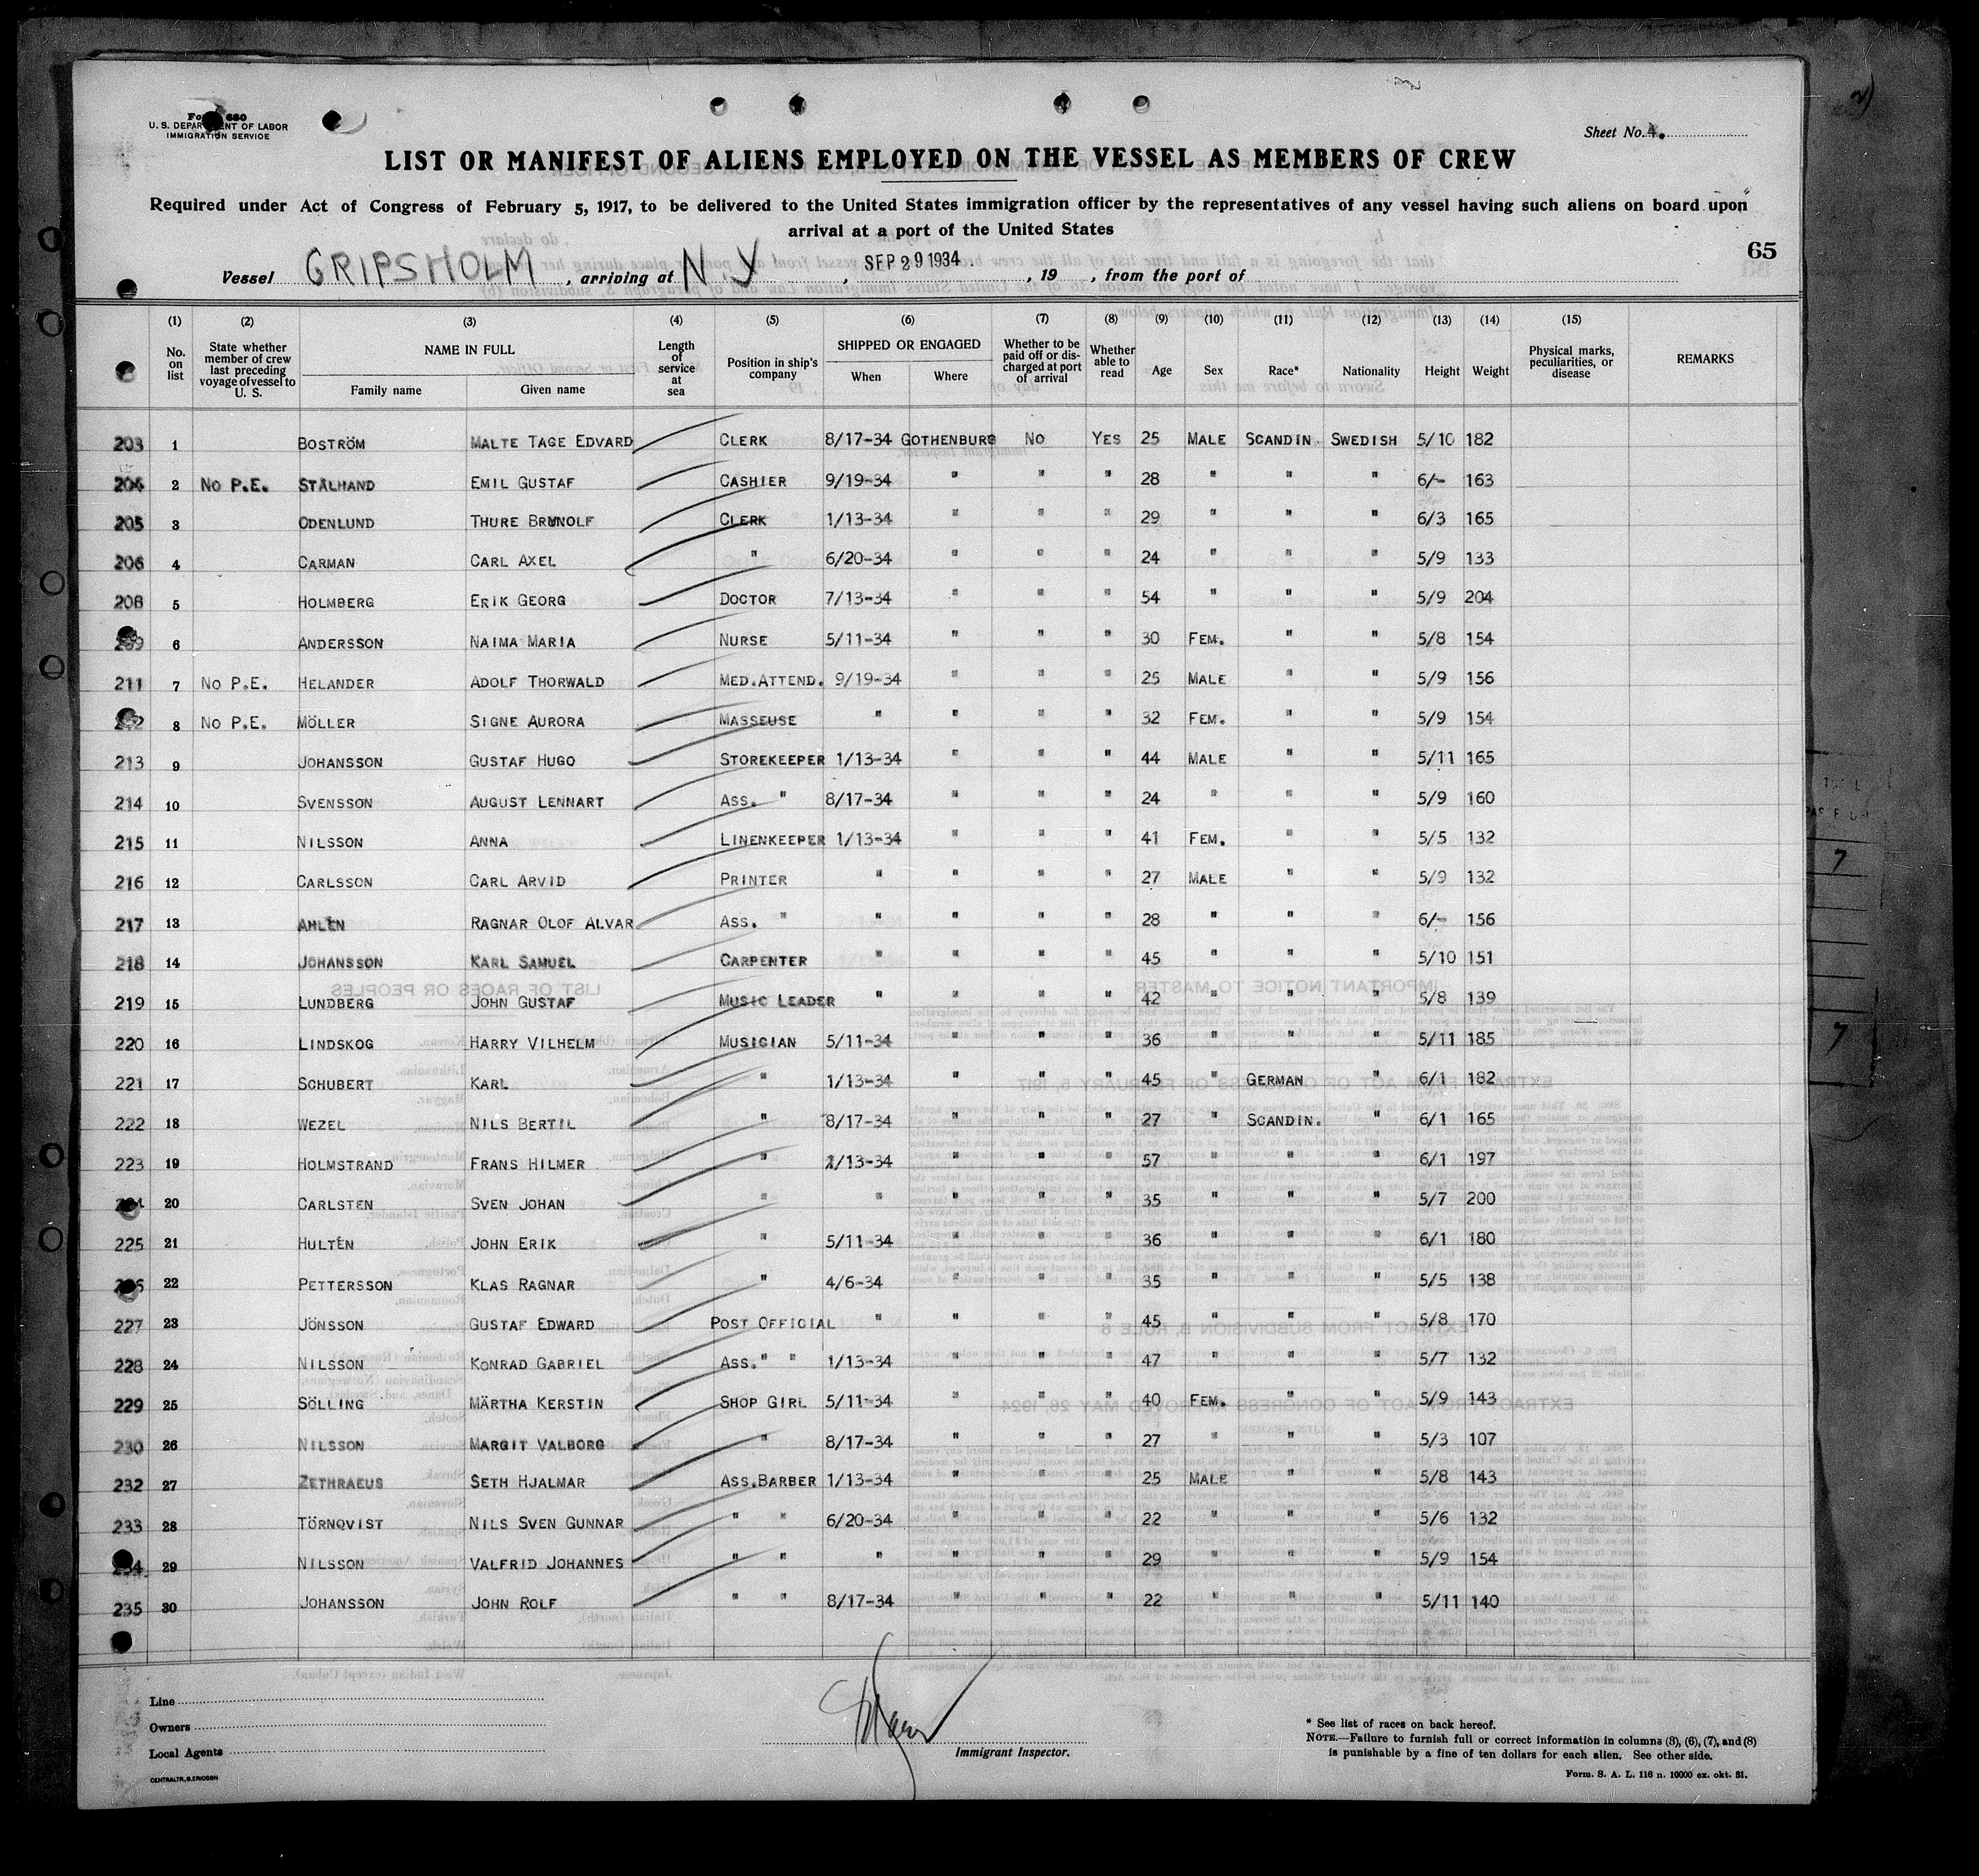 Form 680
U. S. DEPARTMENT OF LABOR
IMMIGRATION SERVICE
Sheet No. 4.
LIST OR MANIFEST OF ALIENS EMPLOYED ON THE VESSEL AS MEMBERS OF CREW
Required under Act of Congress of February 5, 1917, to be delivered to the United States immigration officer by the representatives of any vessel having such aliens on board upon
arrival at a port of the United States
65
Vessel GRIPSHOLM, arriving at N Y, SEP 29 1934, 19 , from the port of
(1) (2) (3) (4) (5) (6) (7) (8) (9) (10) (11) (12) (13) (14) (15)
No. on list | State whether member of crew last preceding voyage of vessel to U. S. | NAME IN FULL | Family name | Given name | Length of service at sea | Position in ship's company | SHIPPED OR ENGAGED | When | Where | Whether to be paid off or discharged at port of arrival | Whether able to read | Age | Sex | Race* | Nationality | Height | Weight | Physical marks, peculiarities, or disease | REMARKS
203 1 BOSTRÖM MALTE TAGE EDVARD CLERK 8/17-34 GOTHENBURG NO YES 25 MALE SCANDIN. SWEDISH 5/10 182
204 2 NO P.E. STÅLHAND EMIL GUSTAF CASHIER 9/19-34 " " " 28 " " " 6/- 163
205 3 ODENLUND THURE BRUNOLF CLERK 1/13-34 " " " 29 " " " 6/3 165
206 4 CARMAN CARL AXEL " 6/20-34 " " " 24 " " " 5/9 133
208 5 HOLMBERG ERIK GEORG DOCTOR 7/13-34 " " " 54 " " " 5/9 204
209 6 ANDERSSON NAIMA MARIA NURSE 5/11-34 " " " 30 FEM. " " 5/8 154
211 7 NO P.E. HELANDER ADOLF THORWALD MED.ATTEND. 9/19-34 " " " 25 MALE " " 5/9 156
212 8 NO P.E. MÖLLER SIGNE AURORA MASSEUSE " " " " 32 FEM. " " 5/9 154
213 9 JOHANSSON GUSTAF HUGO STOREKEEPER 1/13-34 " " " 44 MALE " " 5/11 165
214 10 SVENSSON AUGUST LENNART ASS. " 8/17-34 " " " 24 " " " 5/9 160
215 11 NILSSON ANNA LINENKEEPER 1/13-34 " " " 41 FEM. " " 5/5 132
216 12 CARLSSON CARL ARVID PRINTER " " " " 27 MALE " " 5/9 132
217 13 AHLÉN RAGNAR OLOF ALVAR ASS. " " " " " 28 " " " 6/- 156
218 14 JOHANSSON KARL SAMUEL CARPENTER " " " " 45 " " " 5/10 151
219 15 LUNDBERG JOHN GUSTAF MUSIC LEADER " " " " 42 " " " 5/8 139
220 16 LINDSKOG HARRY VILHELM MUSICIAN 5/11-34 " " " 36 " " " 5/11 185
221 17 SCHUBERT KARL " 1/13-34 " " " 45 " GERMAN " 6/1 182
222 18 WEZEL NILS BERTIL " 8/17-34 " " " 27 " SCANDIN. " 6/1 165
223 19 HOLMSTRAND FRANS HILMER " 1/13-34 " " " 57 " " " 6/1 197
224 20 CARLSTEN SVEN JOHAN " " " " " 35 " " " 5/7 200
225 21 HULTÉN JOHN ERIK " 5/11-34 " " " 36 " " " 6/1 180
226 22 PETTERSSON KLAS RAGNAR " 4/6-34 " " " 35 " " " 5/5 138
227 23 JÖNSSON GUSTAF EDWARD POST OFFICIAL " " " " 45 " " " 5/8 170
228 24 NILSSON KONRAD GABRIEL ASS. " " 1/13-34 " " " 47 " " " 5/7 132
229 25 SÖLLING MÄRTHA KERSTIN SHOP GIRL 5/11-34 " " " 40 FEM. " " 5/9 143
230 26 NILSSON MARGIT VALBORG " 8/17-34 " " " 27 " " " 5/3 107
232 27 ZETHRAEUS SETH HJALMAR ASS.BARBER 1/13-34 " " " 25 MALE " " 5/8 143
233 28 TÖRNQVIST NILS SVEN GUNNAR " " 6/20-34 " " " 22 " " " 5/6 132
234 29 NILSSON VALFRID JOHANNES " " " " " " 29 " " " 5/9 154
235 30 JOHANSSON JOHN ROLF " " 8/17-34 " " " 22 " " " 5/11 140
Line
Owners
Local Agents
Immigrant Inspector.
* See list of races on back hereof.
NOTE.—Failure to furnish full or correct information in columns (3), (6), (7), and (8)
is punishable by a fine of ten dollars for each alien. See other side.
CENTRALTR., G. ERICSON
Form. S. A. L. 116 n. 10000 ex. okt. 31.